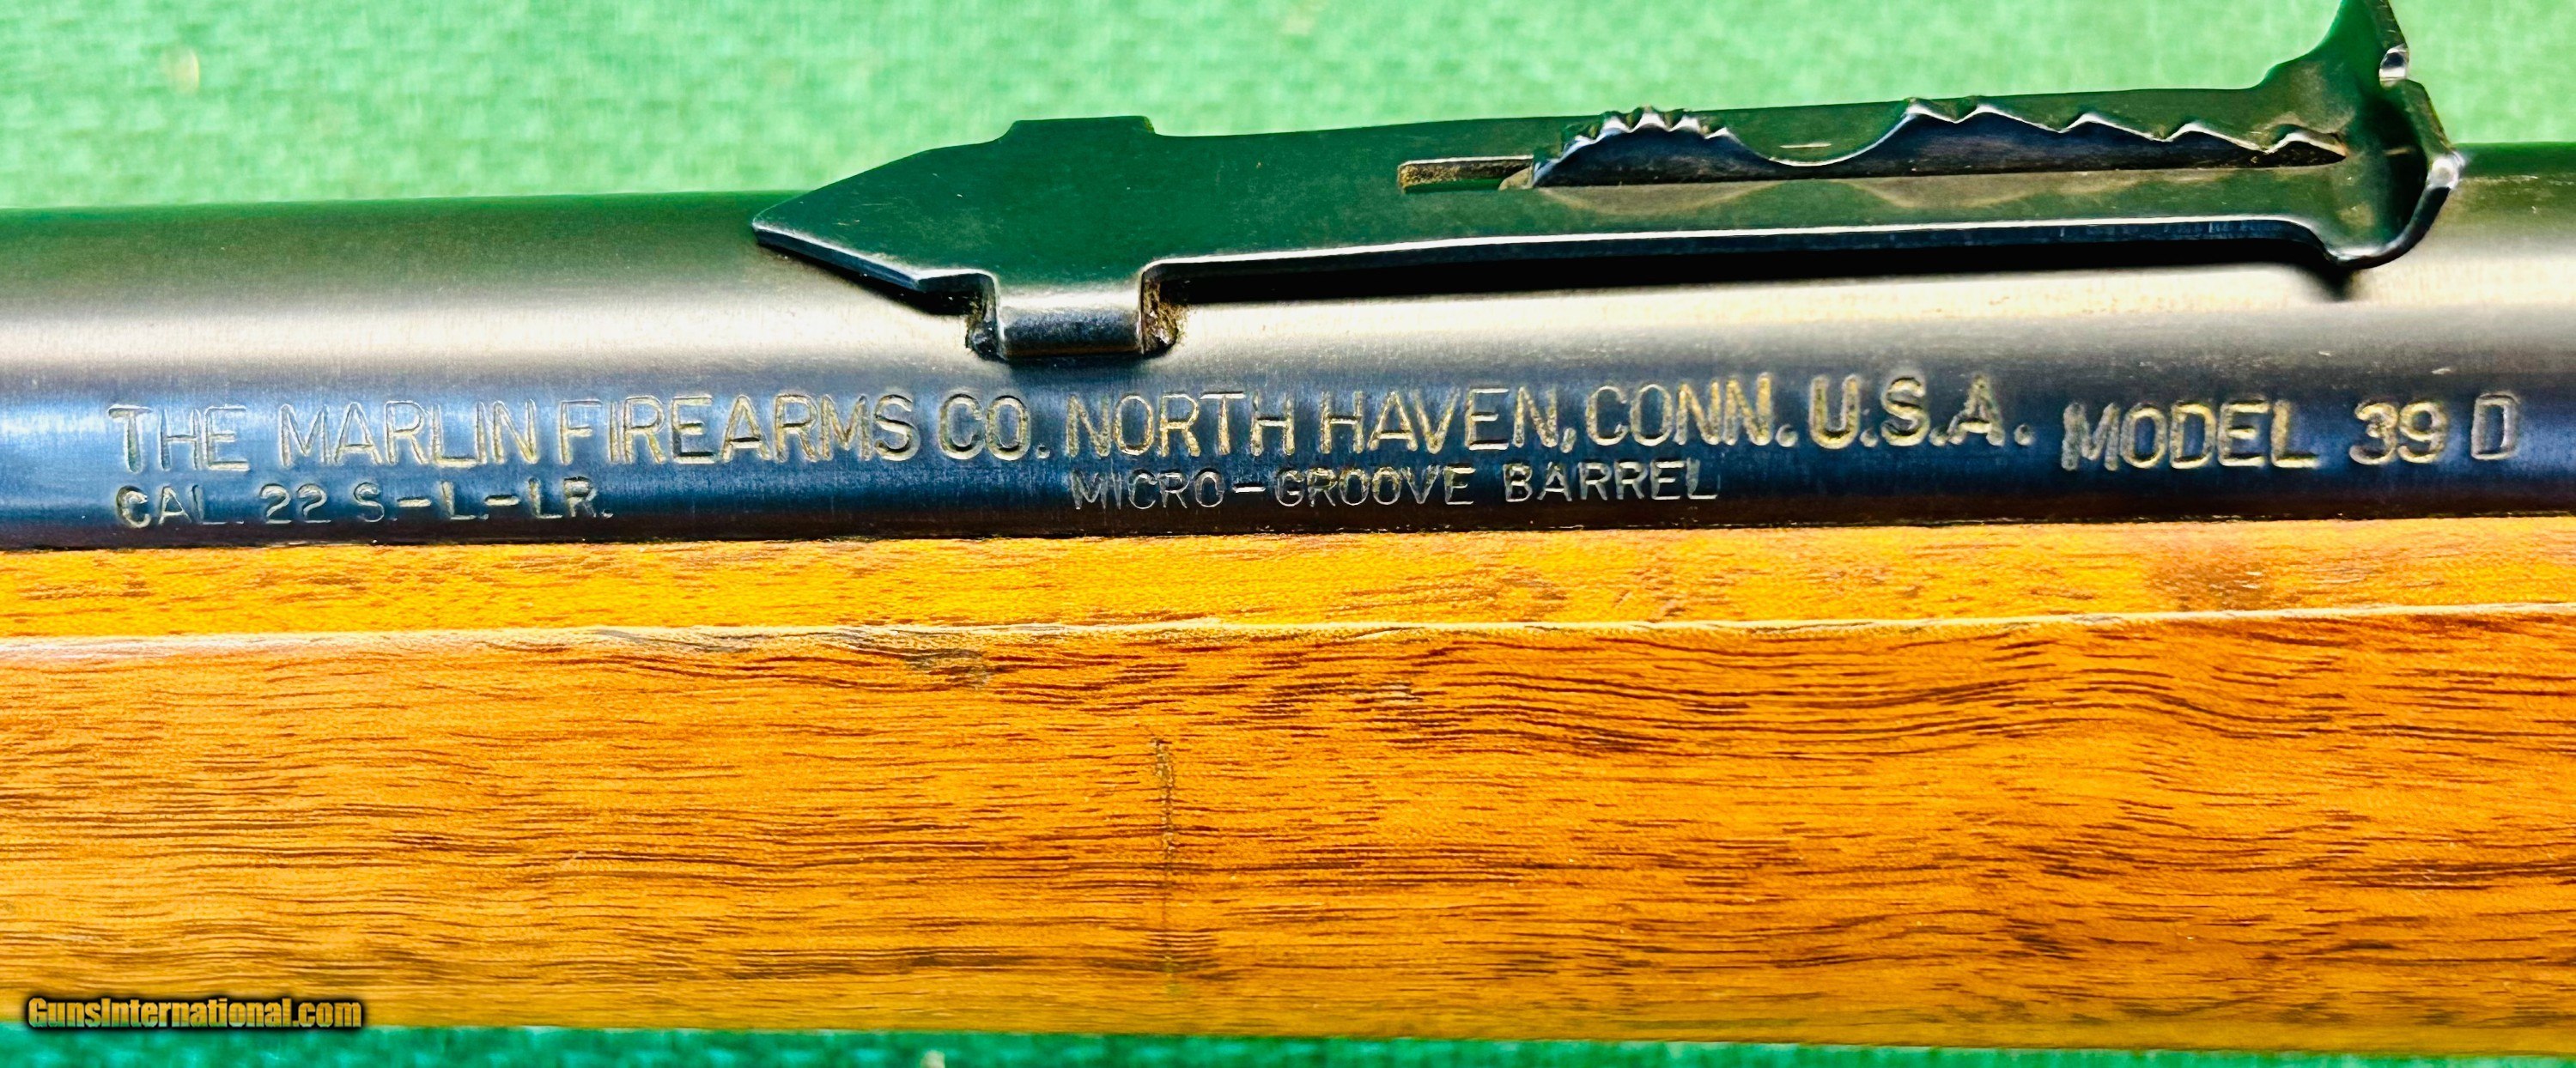 THE MARLIN FIREARMS CO. NORTH HAVEN, CONN. U.S.A. MODEL 39 D
CAL. 22 S.-L.-LR. MICRO-GROOVE BARREL
GunsInternational.com